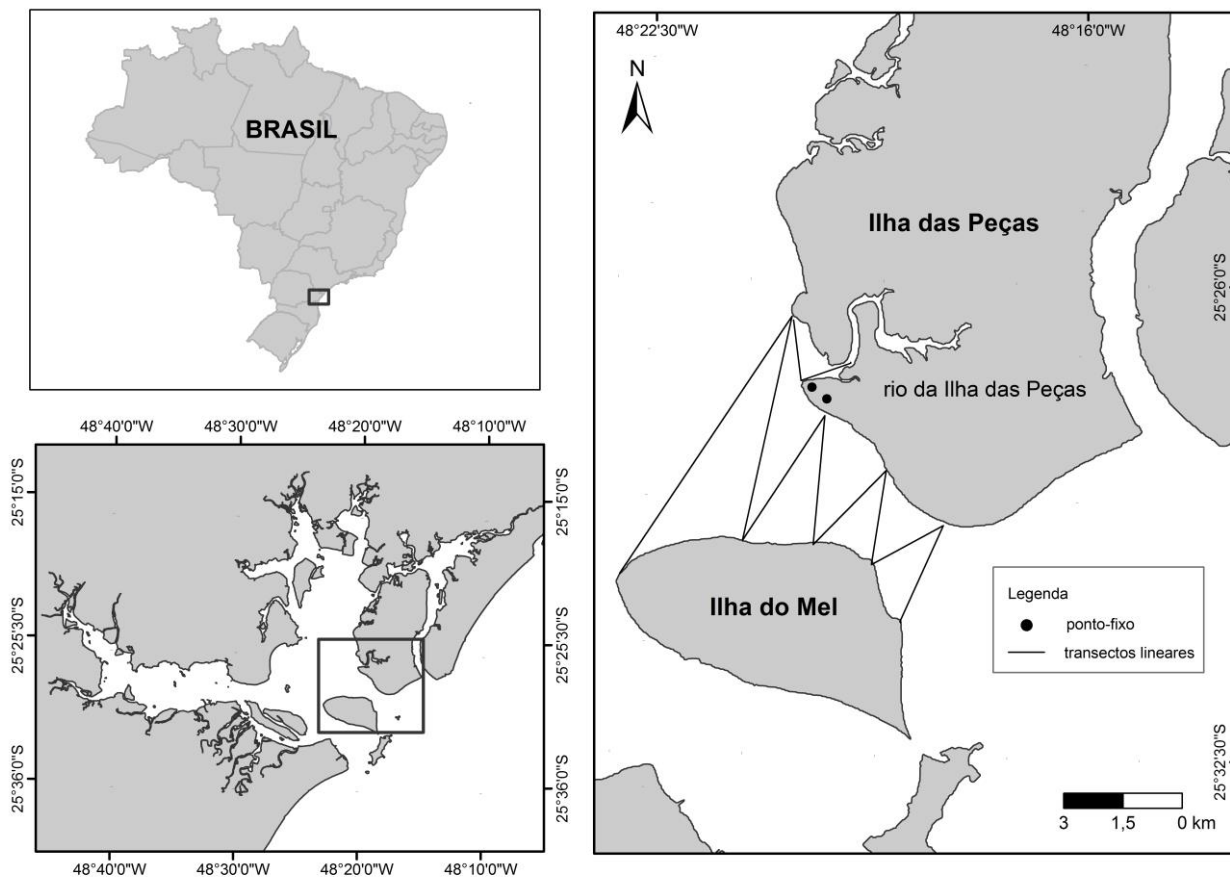 BRASIL
48°40'0"W 48°30'0"W 48°20'0"W 48°10'0"W
25°15'0"S
25°25'30"S
25°36'0"S
25°15'0"S
25°25'30"S
25°36'0"S
48°40'0"W 48°30'0"W 48°20'0"W 48°10'0"W
48°22'30"W 48°16'0"W
N
Ilha das Peças
25°26'0"S
rio da Ilha das Peças
Ilha do Mel
Legenda
ponto-fixo
transectos lineares
25°32'30"S
3 1,5 0 km